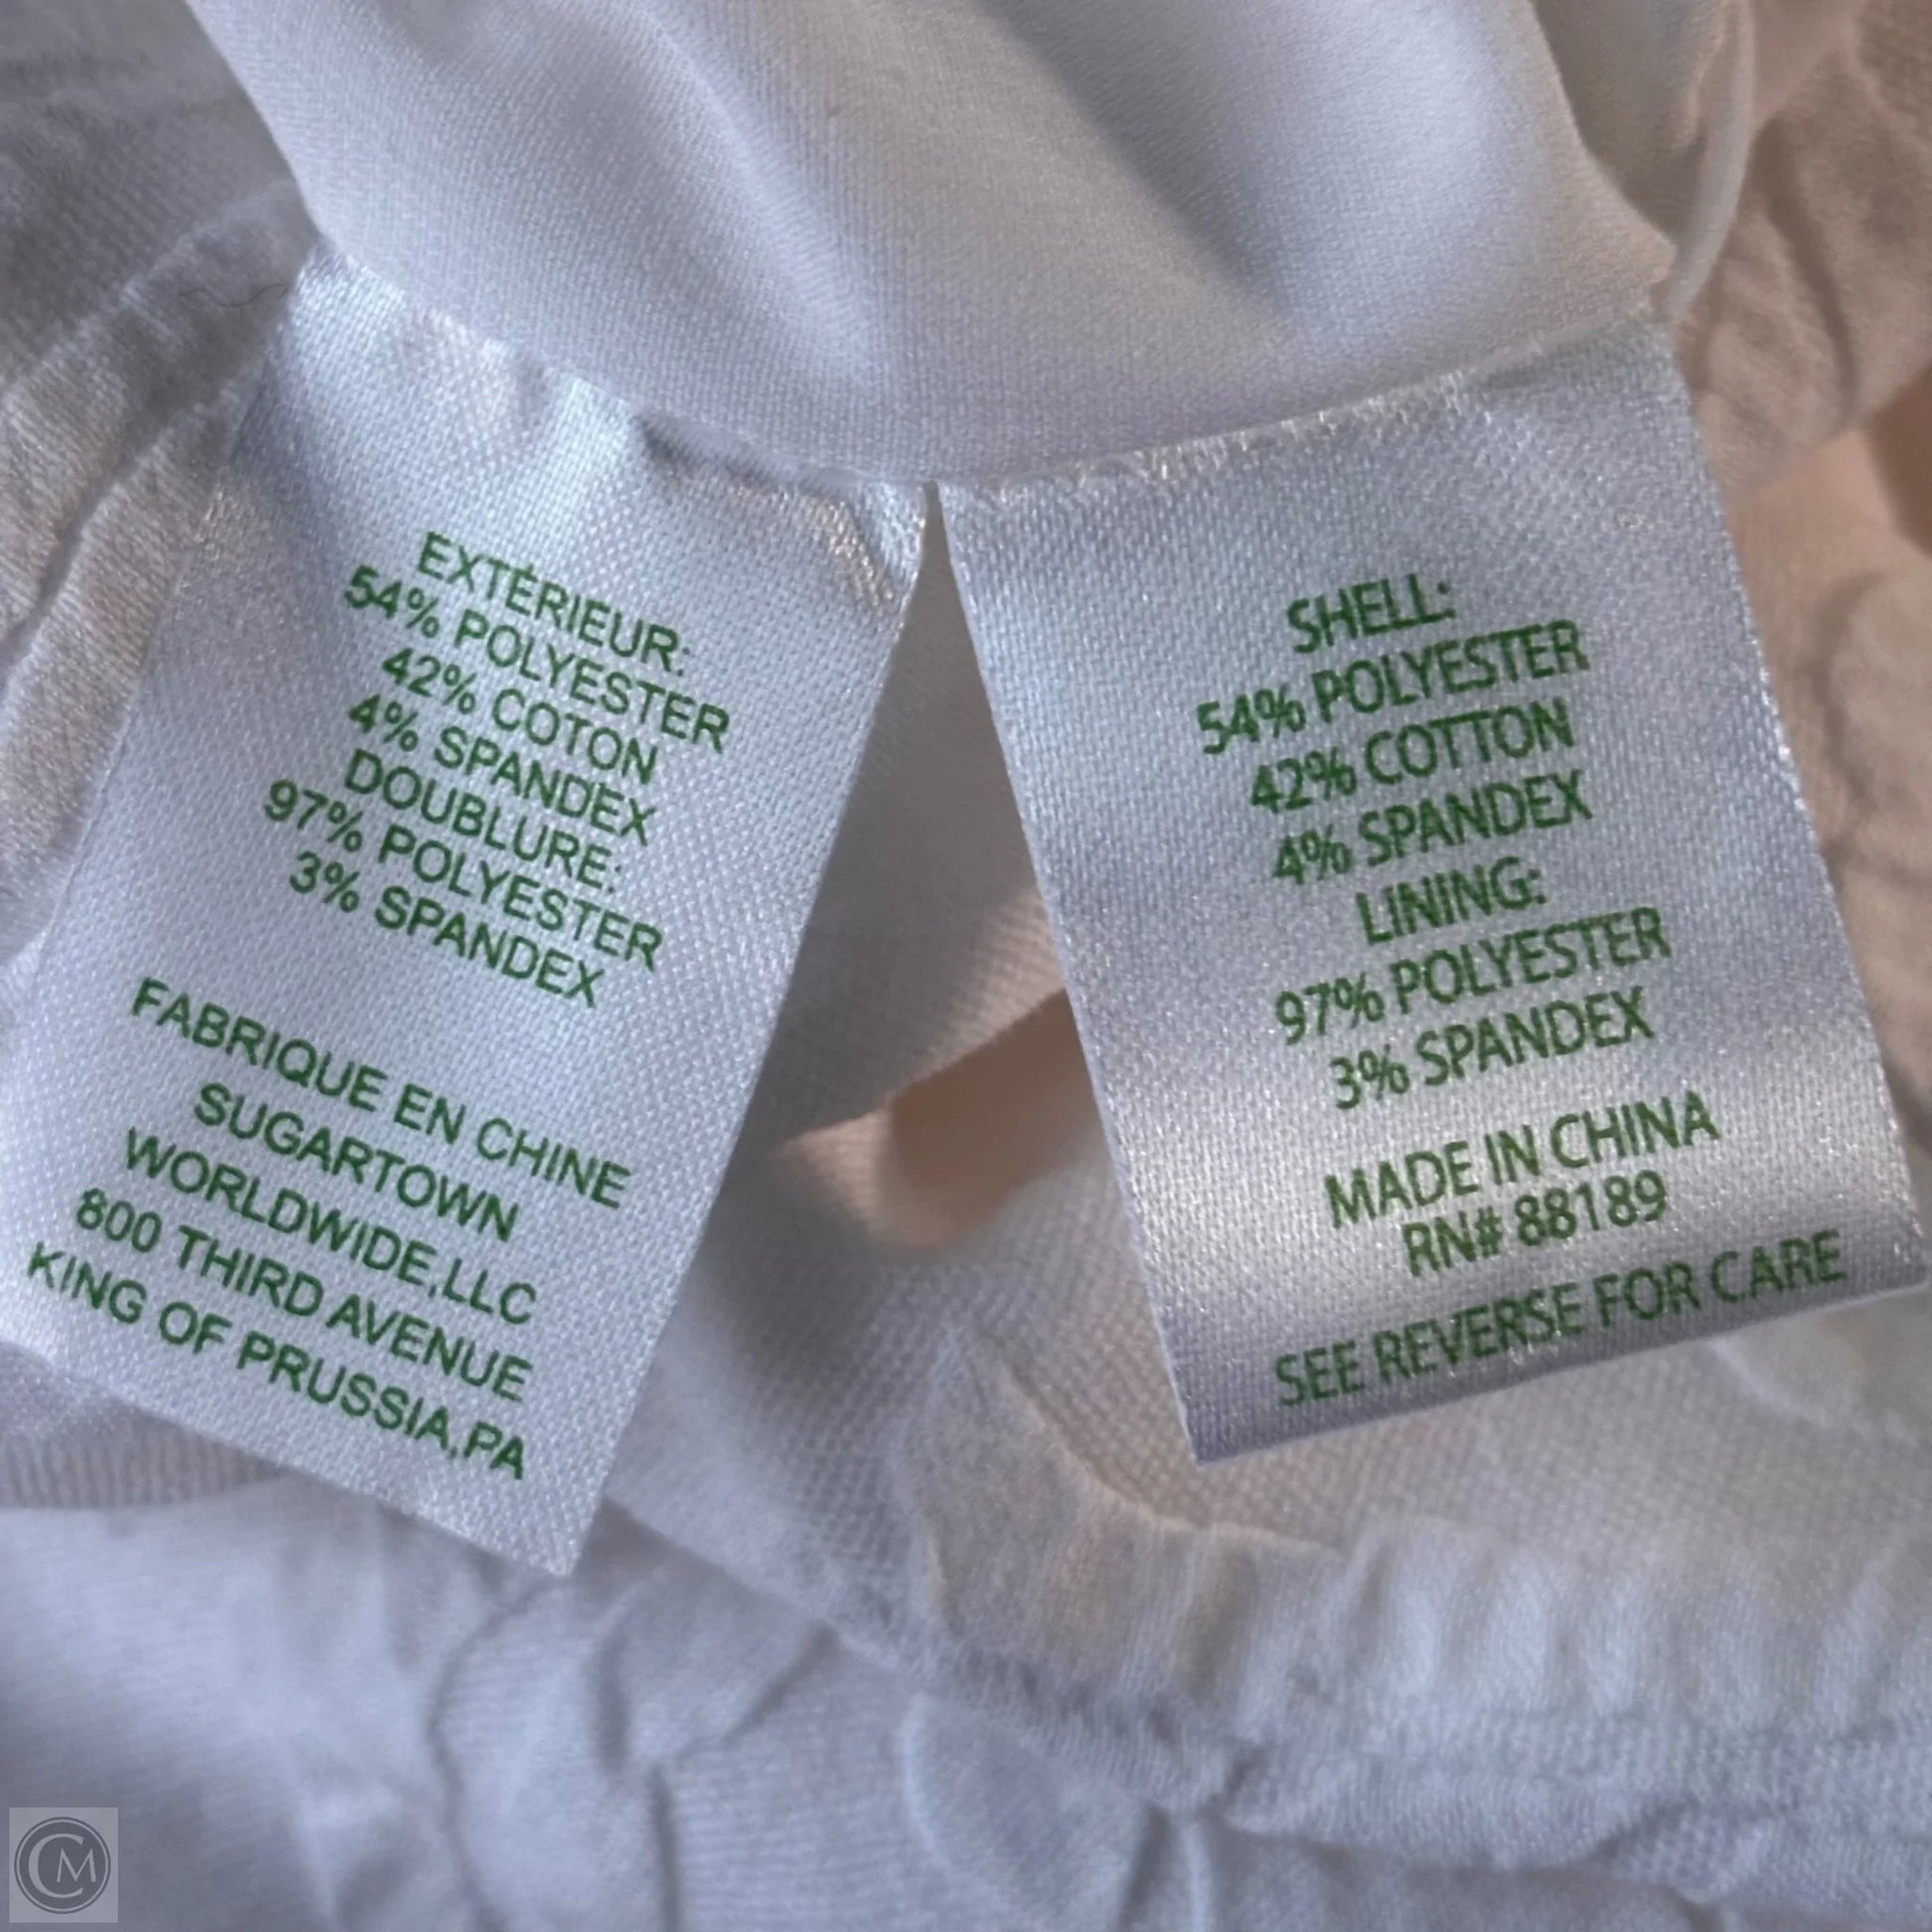 EXTÉRIEUR:
54% POLYESTER
42% COTON
4% SPANDEX
DOUBLURE:
97% POLYESTER
3% SPANDEX
FABRIQUE EN CHINE
SUGARTOWN
WORLDWIDE,LLC
800 THIRD AVENUE
KING OF PRUSSIA,PA
SHELL:
54% POLYESTER
42% COTTON
4% SPANDEX
LINING:
97% POLYESTER
3% SPANDEX
MADE IN CHINA
RN# 88189
SEE REVERSE FOR CARE
CM